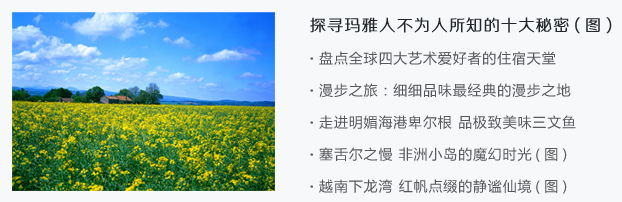 探寻玛雅人不为人所知的十大秘密(图)
· 盘点全球四大艺术爱好者的住宿天堂
· 漫步之旅：细细品味最经典的漫步之地
· 走进明媚海港卑尔根 品极致美味三文鱼
· 塞舌尔之慢 非洲小岛的魔幻时光(图)
· 越南下龙湾 红帆点缀的静谧仙境(图)